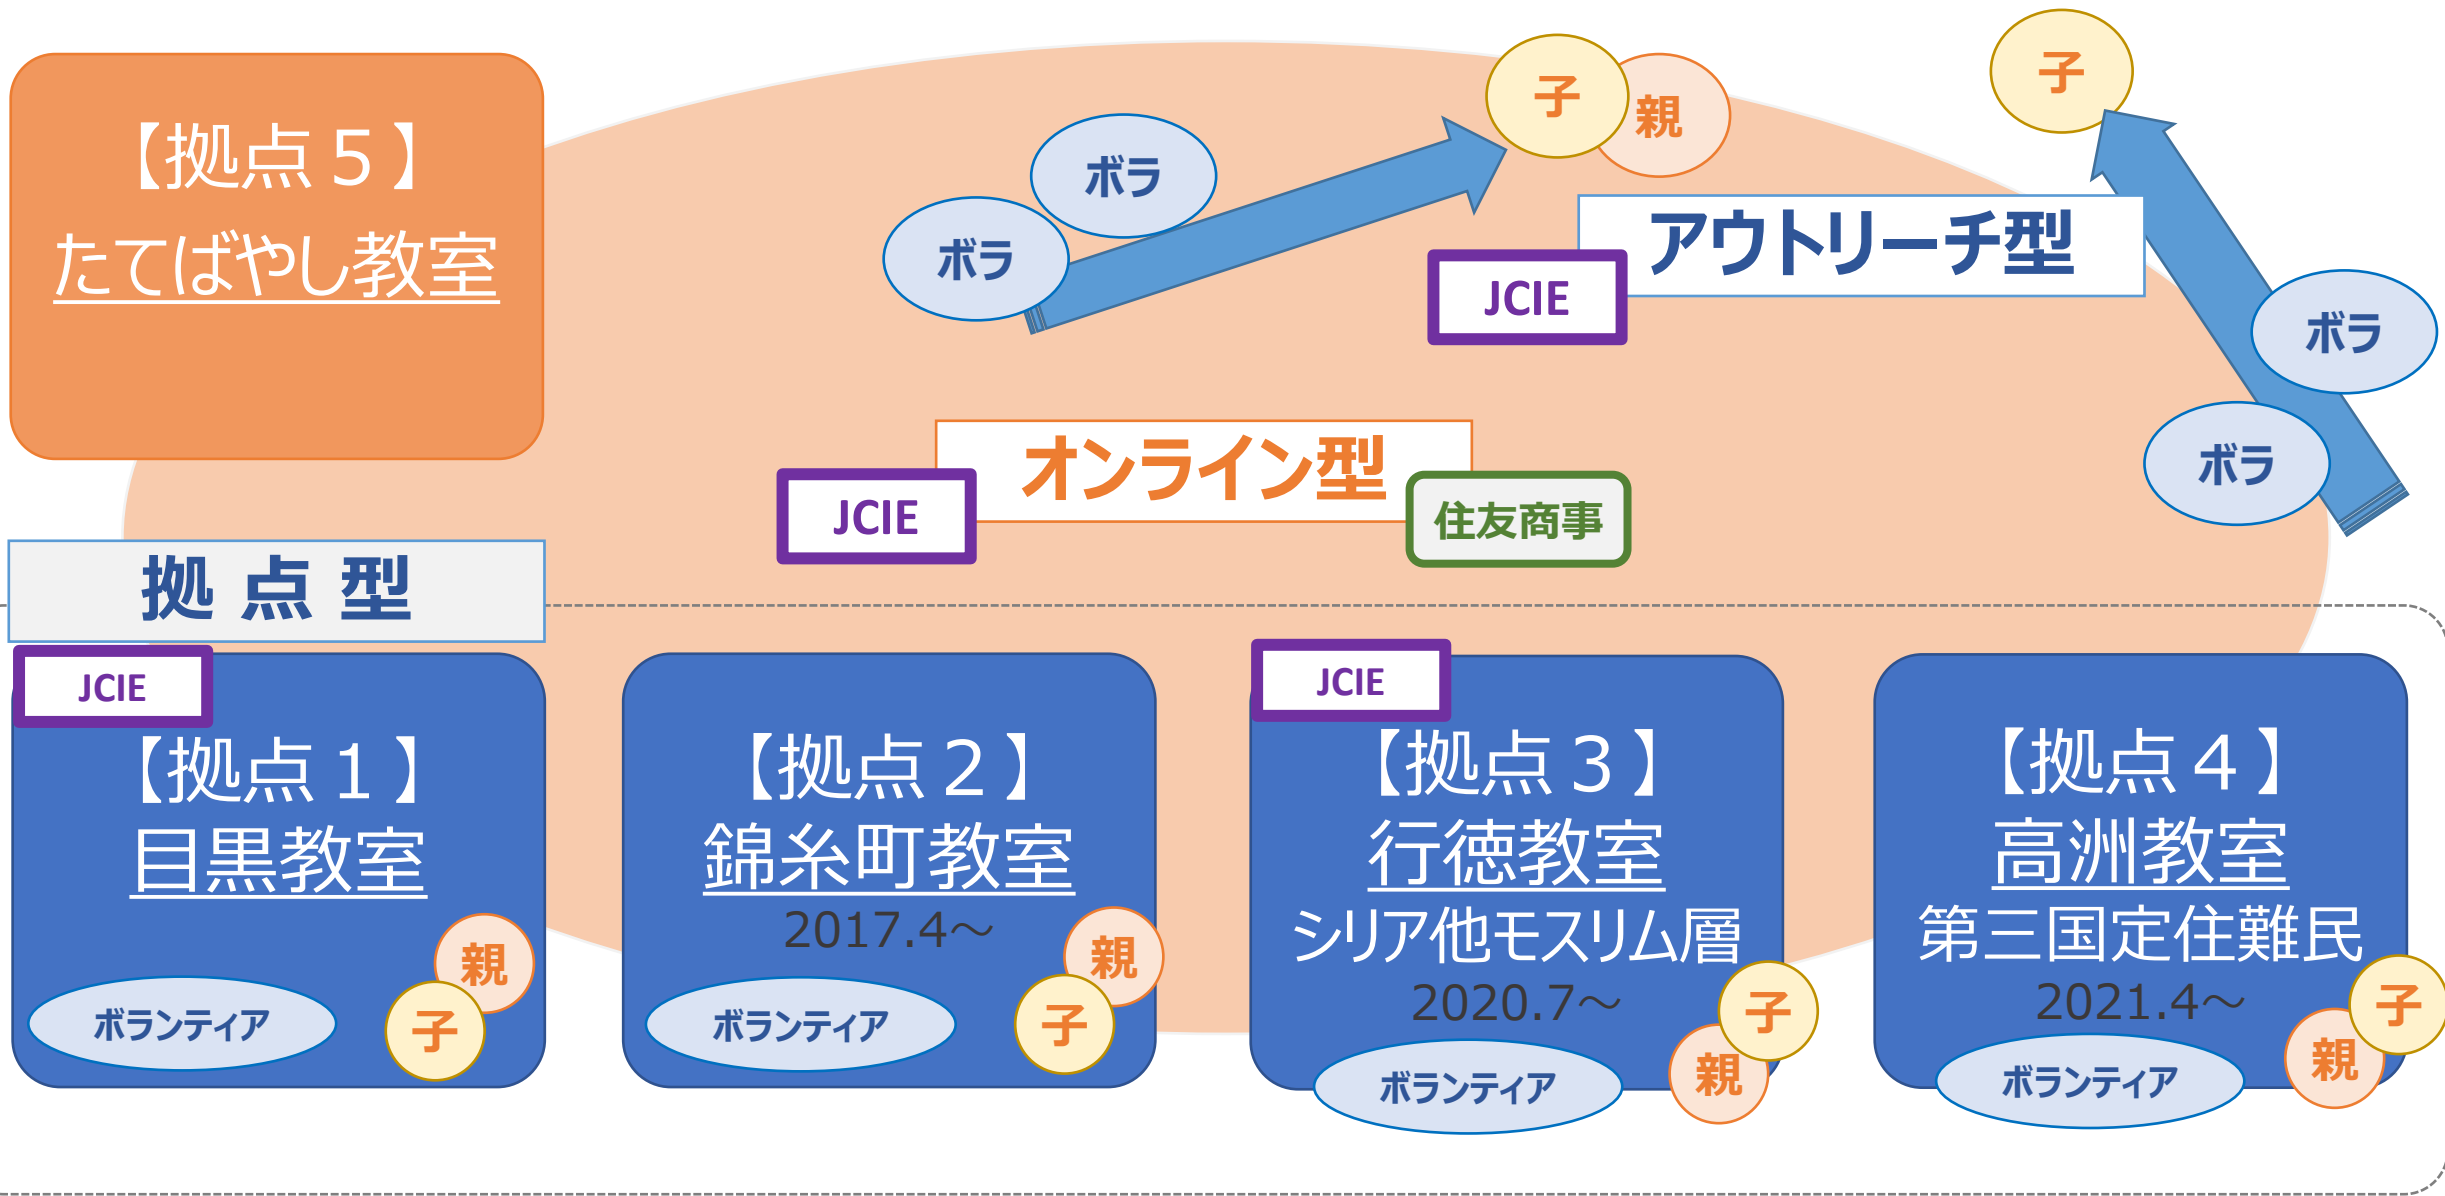 【拠点５】
たてばやし教室
ボラ
ボラ
子
親
子
アウトリーチ型
JCIE
ボラ
ボラ
オンライン型
JCIE
住友商事
拠 点 型
JCIE
【拠点１】
目黒教室
親
子
ボランティア
【拠点２】
錦糸町教室
2017.4～
親
子
ボランティア
JCIE
【拠点３】
行徳教室
シリア他モスリム層
2020.7～
子
親
ボランティア
【拠点４】
高洲教室
第三国定住難民
2021.4～
子
親
ボランティア